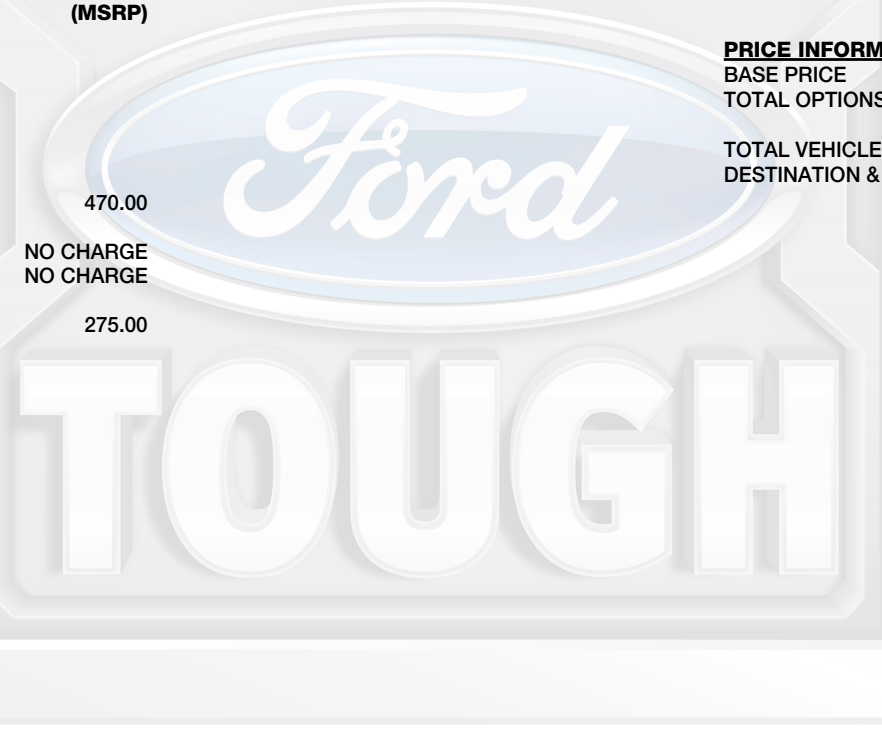 (MSRP)
470.00
NO CHARGE
NO CHARGE
275.00
PRICE INFORM
BASE PRICE
TOTAL OPTIONS
TOTAL VEHICLE
DESTINATION &
Ford
TOUGH